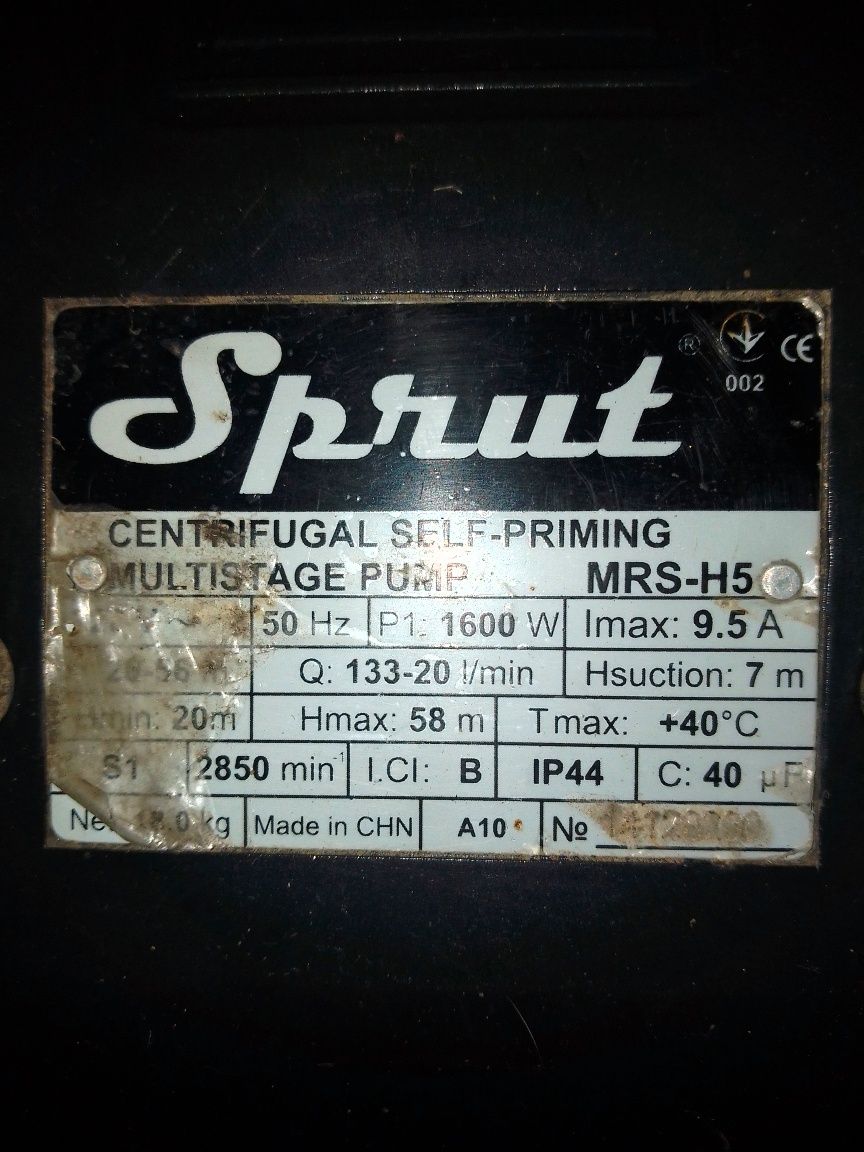 Sprut ®
CE
002
CENTRIFUGAL SELF-PRIMING
MULTISTAGE PUMP MRS-H5
50 Hz P1: 1600 W Imax: 9.5 A
Q: 133-20 l/min Hsuction: 7 m
Hmin: 20m Hmax: 58 m Tmax: +40°C
S1 2850 min⁻¹ I.Cl: B IP44 C: 40 µF
kg Made in CHN A10 №